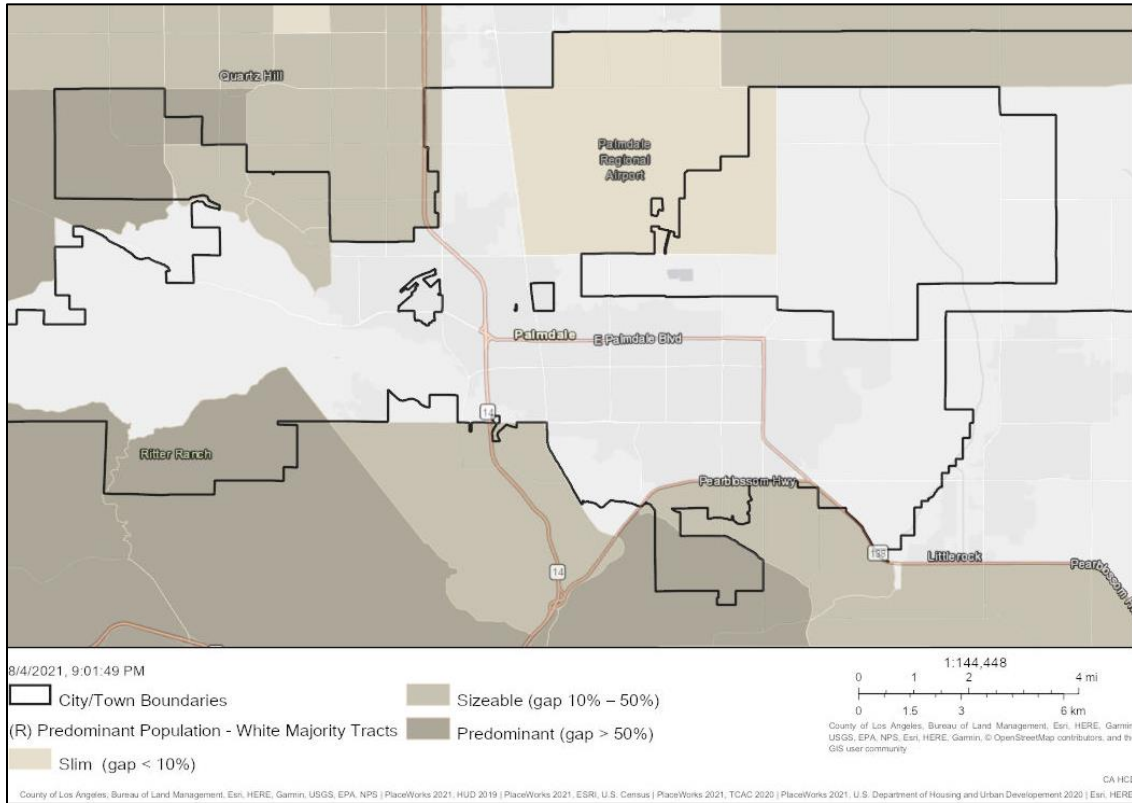 Quartz Hill
Palmdale
Regional
Airport
Palmdale
E Palmdale Blvd
14
Ritter Ranch
Pearblossom Hwy
14
138
Littlerock
Pearblossom H
8/4/2021, 9:01:49 PM
City/Town Boundaries
(R) Predominant Population - White Majority Tracts
Slim (gap < 10%)
Sizeable (gap 10% – 50%)
Predominant (gap > 50%)
1:144,448
0 1 2 4 mi
0 1.5 3 6 km
County of Los Angeles, Bureau of Land Management, Esri, HERE, Garmin,
USGS, EPA, NPS, Esri, HERE, Garmin, © OpenStreetMap contributors, and the
GIS user community
CA HCD
County of Los Angeles, Bureau of Land Management, Esri, HERE, Garmin, USGS, EPA, NPS | PlaceWorks 2021, HUD 2019 | PlaceWorks 2021, ESRI, U.S. Census | PlaceWorks 2021, TCAC 2020 | PlaceWorks 2021, U.S. Department of Housing and Urban Developement 2020 | Esri, HERE